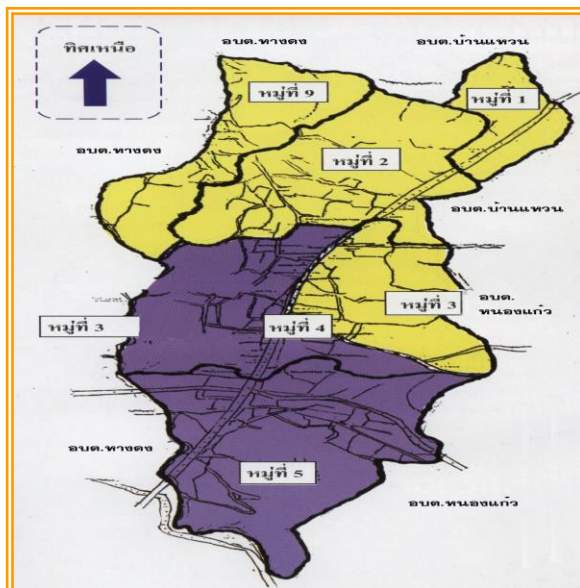 ทิศเหนือ
อบต.หางดง
อบต.บ้านแหวน
หมู่ที่ 9
หมู่ที่ 1
อบต.หางดง
หมู่ที่ 2
อบต.บ้านแหวน
หมู่ที่ 3
หมู่ที่ 4
หมู่ที่ 3
อบต.
หนองแก๋ว
อบต.หางดง
หมู่ที่ 5
อบต.หนองแก๋ว